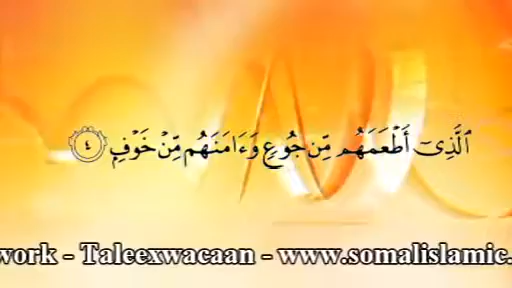 ٱلَّذِىٓ أَطْعَمَهُم مِّن جُوعٍ وَءَامَنَهُم مِّنْ خَوْفٍۭ ٤
work - Taleexwacaan - www.somalislamic.